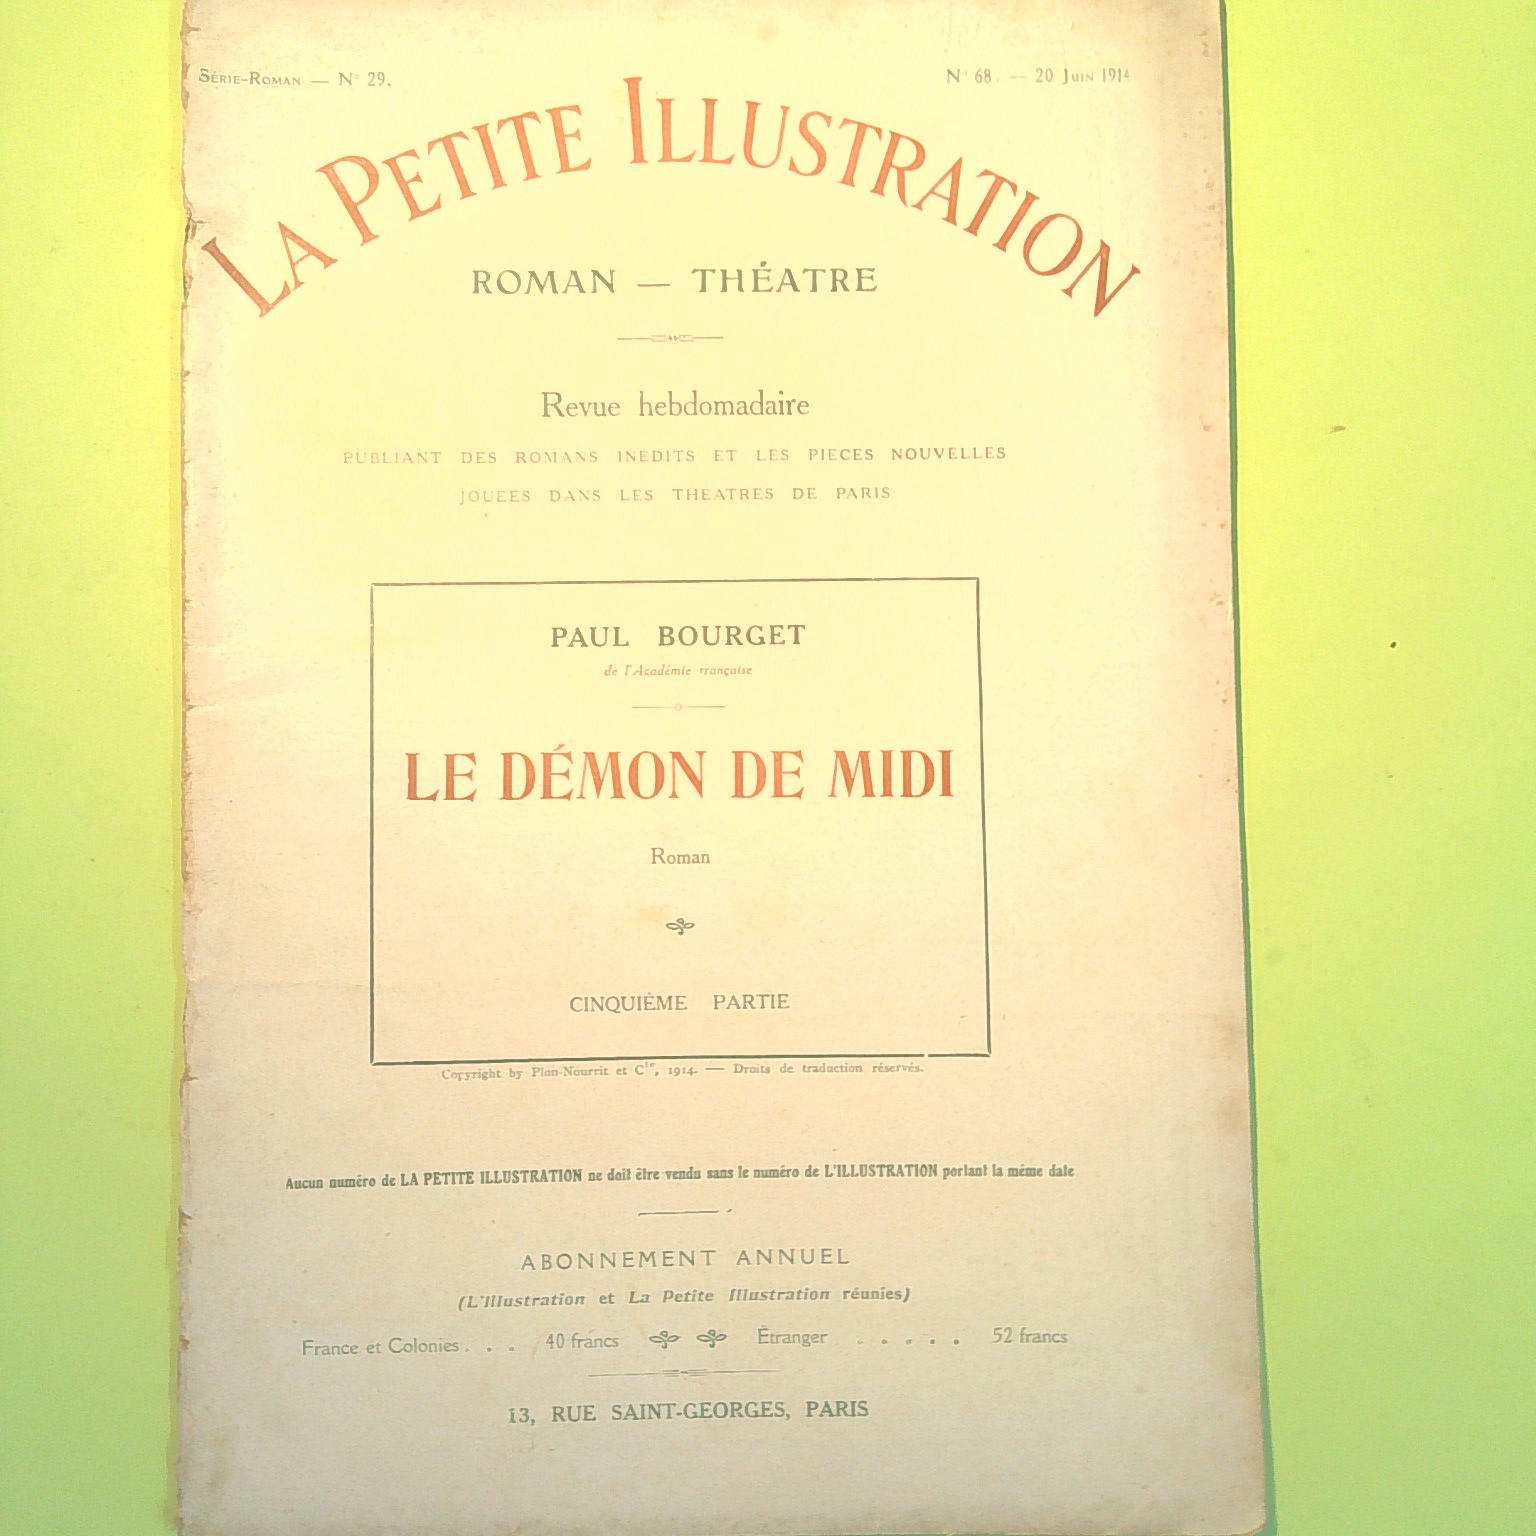 Série-Roman — N° 29.
N° 68. — 20 Juin 1914
LA PETITE ILLUSTRATION
ROMAN — THÉATRE
Revue hebdomadaire
PUBLIANT DES ROMANS INÉDITS ET LES PIECES NOUVELLES
JOUEES DANS LES THEATRES DE PARIS
PAUL BOURGET
de l'Académie française
LE DÉMON DE MIDI
Roman
CINQUIÈME PARTIE
Copyright by Plon-Nourrit et Cie, 1914. — Droits de traduction réservés.
Aucun numéro de LA PETITE ILLUSTRATION ne doit être vendu sans le numéro de L'ILLUSTRATION portant la même date
ABONNEMENT ANNUEL
(L'Illustration et La Petite Illustration réunies)
France et Colonies . . . 40 francs Étranger . . . . . 52 francs
13, RUE SAINT-GEORGES, PARIS